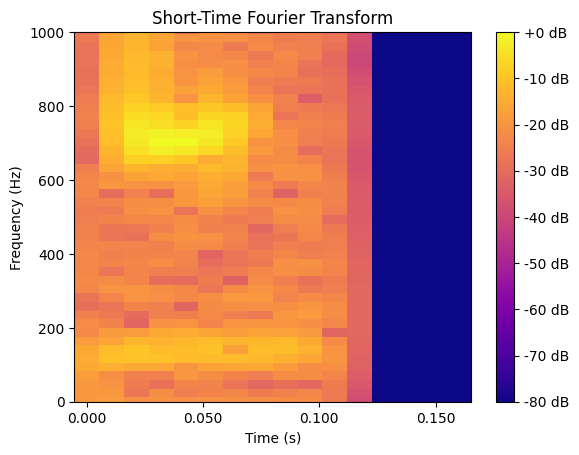 Short-Time Fourier Transform
1000
800
600
400
200
0
Frequency (Hz)
0.000
0.050
0.100
0.150
Time (s)
+0 dB
-10 dB
-20 dB
-30 dB
-40 dB
-50 dB
-60 dB
-70 dB
-80 dB